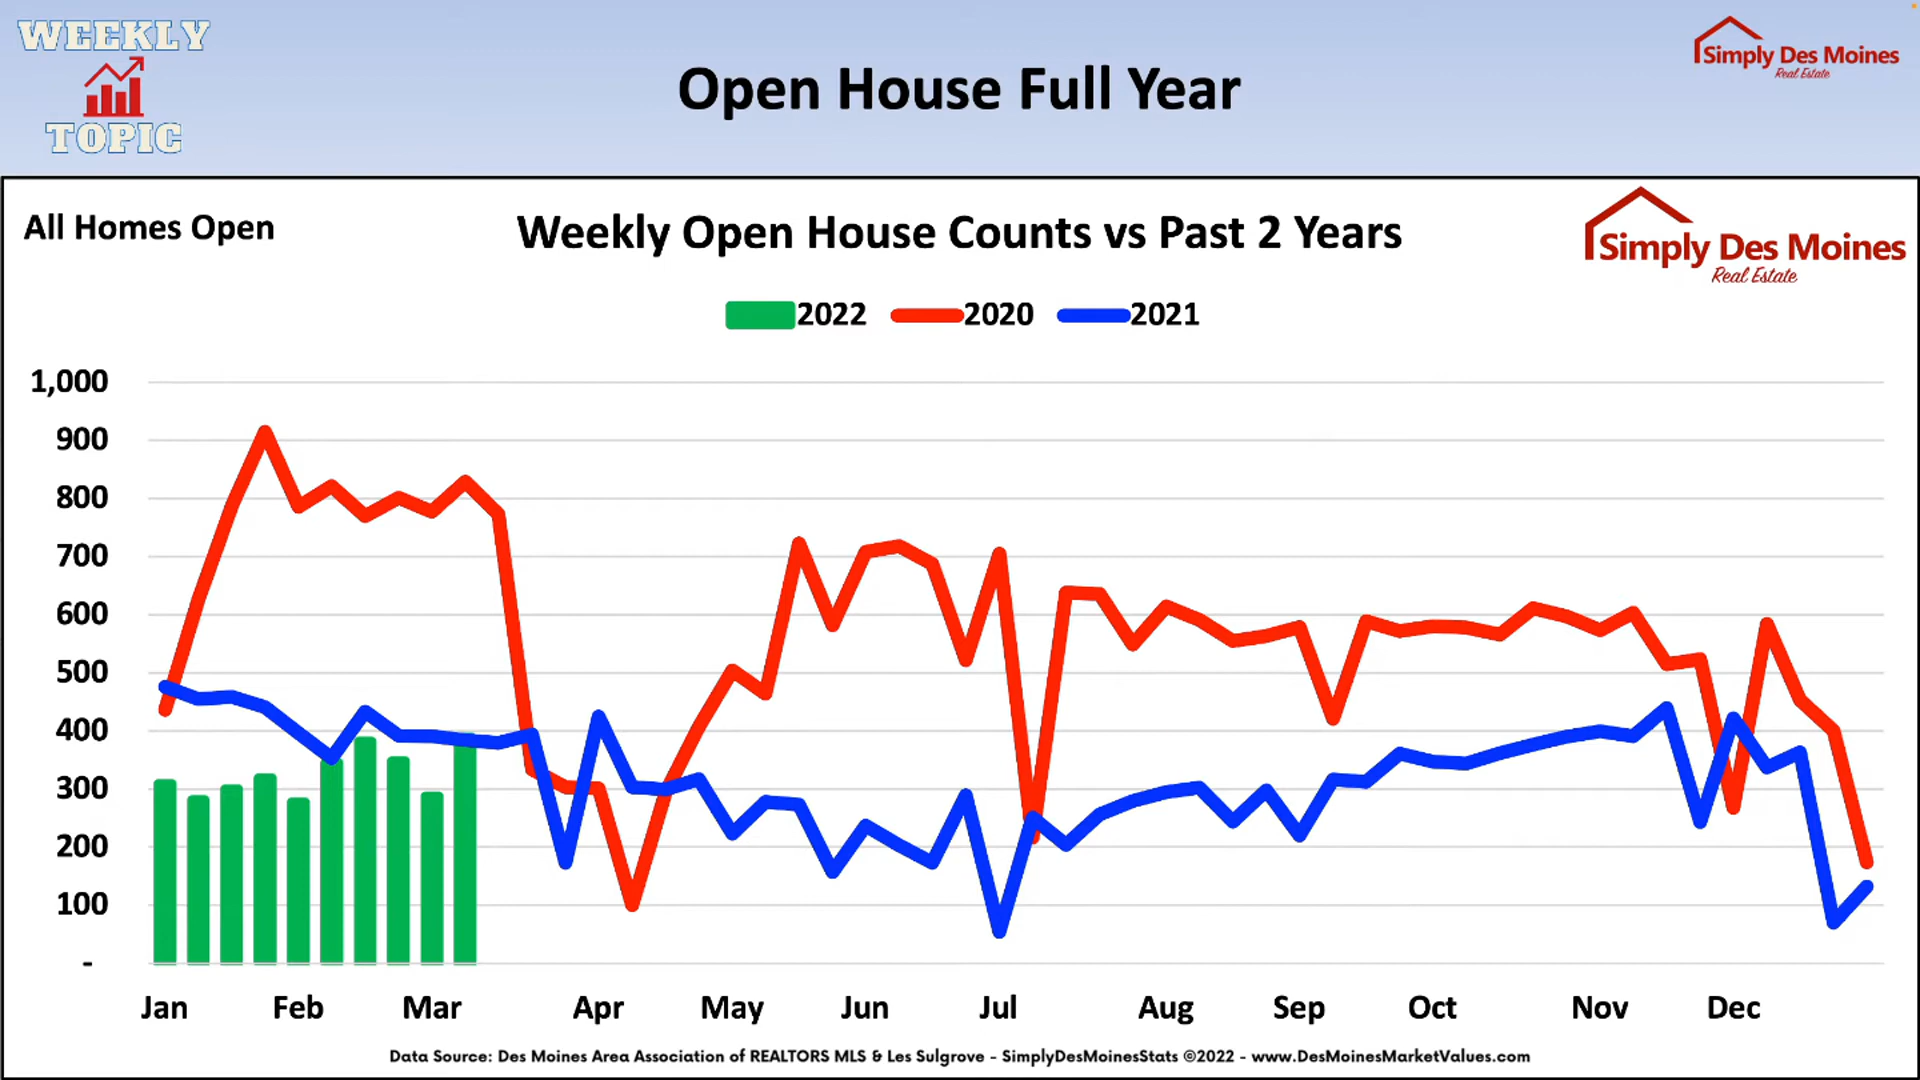 WEEKLY
TOPIC
Open House Full Year
Simply Des Moines
Real Estate
All Homes Open
Weekly Open House Counts vs Past 2 Years
Simply Des Moines
Real Estate
2022 2020 2021
1,000
900
800
700
600
500
400
300
200
100
-
Jan Feb Mar Apr May Jun Jul Aug Sep Oct Nov Dec
Data Source: Des Moines Area Association of REALTORS MLS & Les Sulgrove - SimplyDesMoinesStats ©2022 - www.DesMoinesMarketValues.com